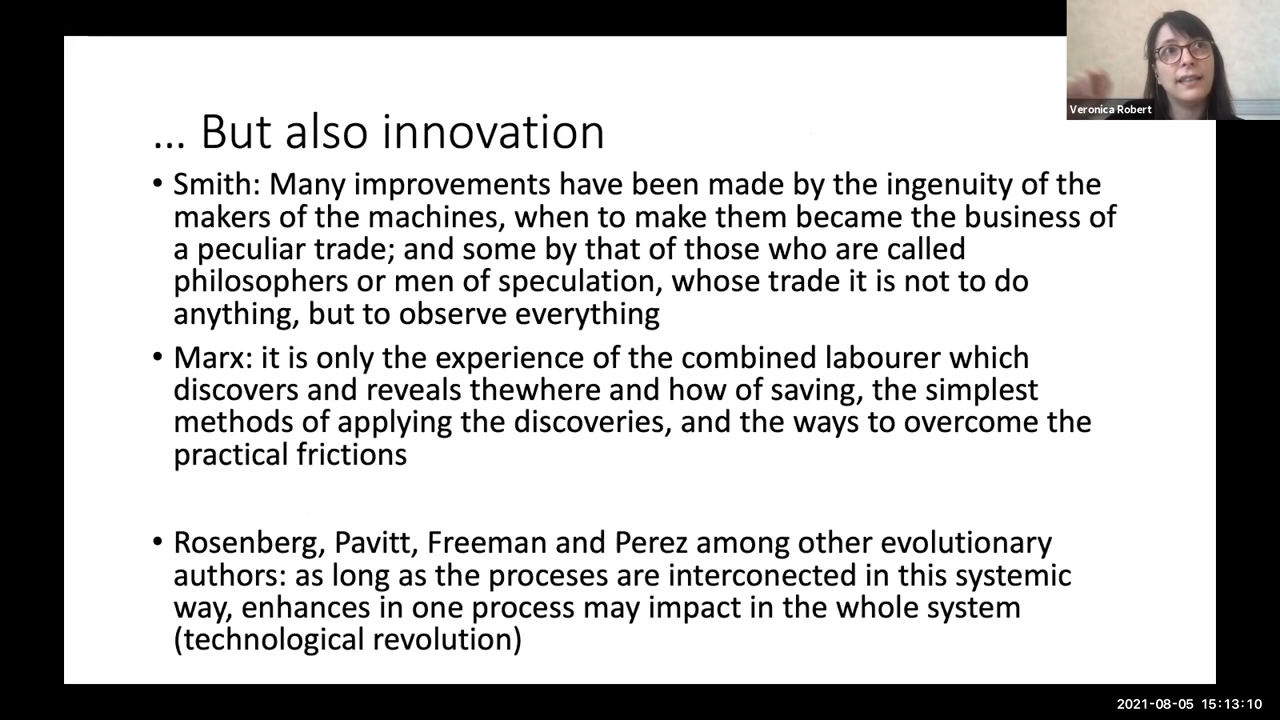 Veronica Robert
... But also innovation
• Smith: Many improvements have been made by the ingenuity of the
makers of the machines, when to make them became the business of
a peculiar trade; and some by that of those who are called
philosophers or men of speculation, whose trade it is not to do
anything, but to observe everything
• Marx: it is only the experience of the combined labourer which
discovers and reveals thewhere and how of saving, the simplest
methods of applying the discoveries, and the ways to overcome the
practical frictions
• Rosenberg, Pavitt, Freeman and Perez among other evolutionary
authors: as long as the proceses are interconected in this systemic
way, enhances in one process may impact in the whole system
(technological revolution)
2021-08-05 15:13:10